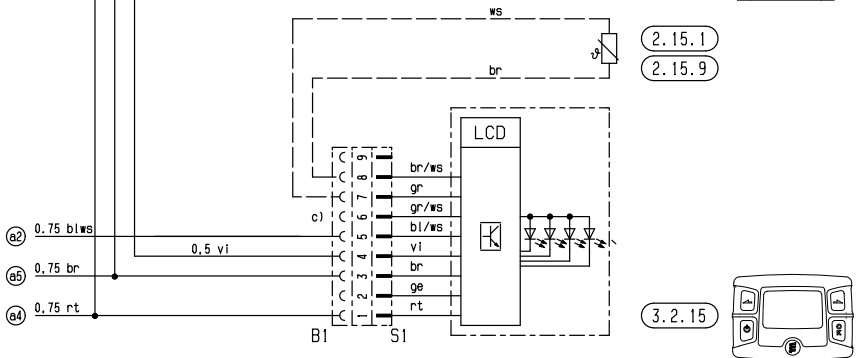 ws
2.15.1
ϑ
br
2.15.9
LCD
9
8 br/ws
7 gr
c) 6 gr/ws
a2 0.75 blws 5 bl/ws
0,5 vi 4 vi
a5 0,75 br 3 br
2 ge
a4 0,75 rt 1 rt
3.2.15
B1 S1